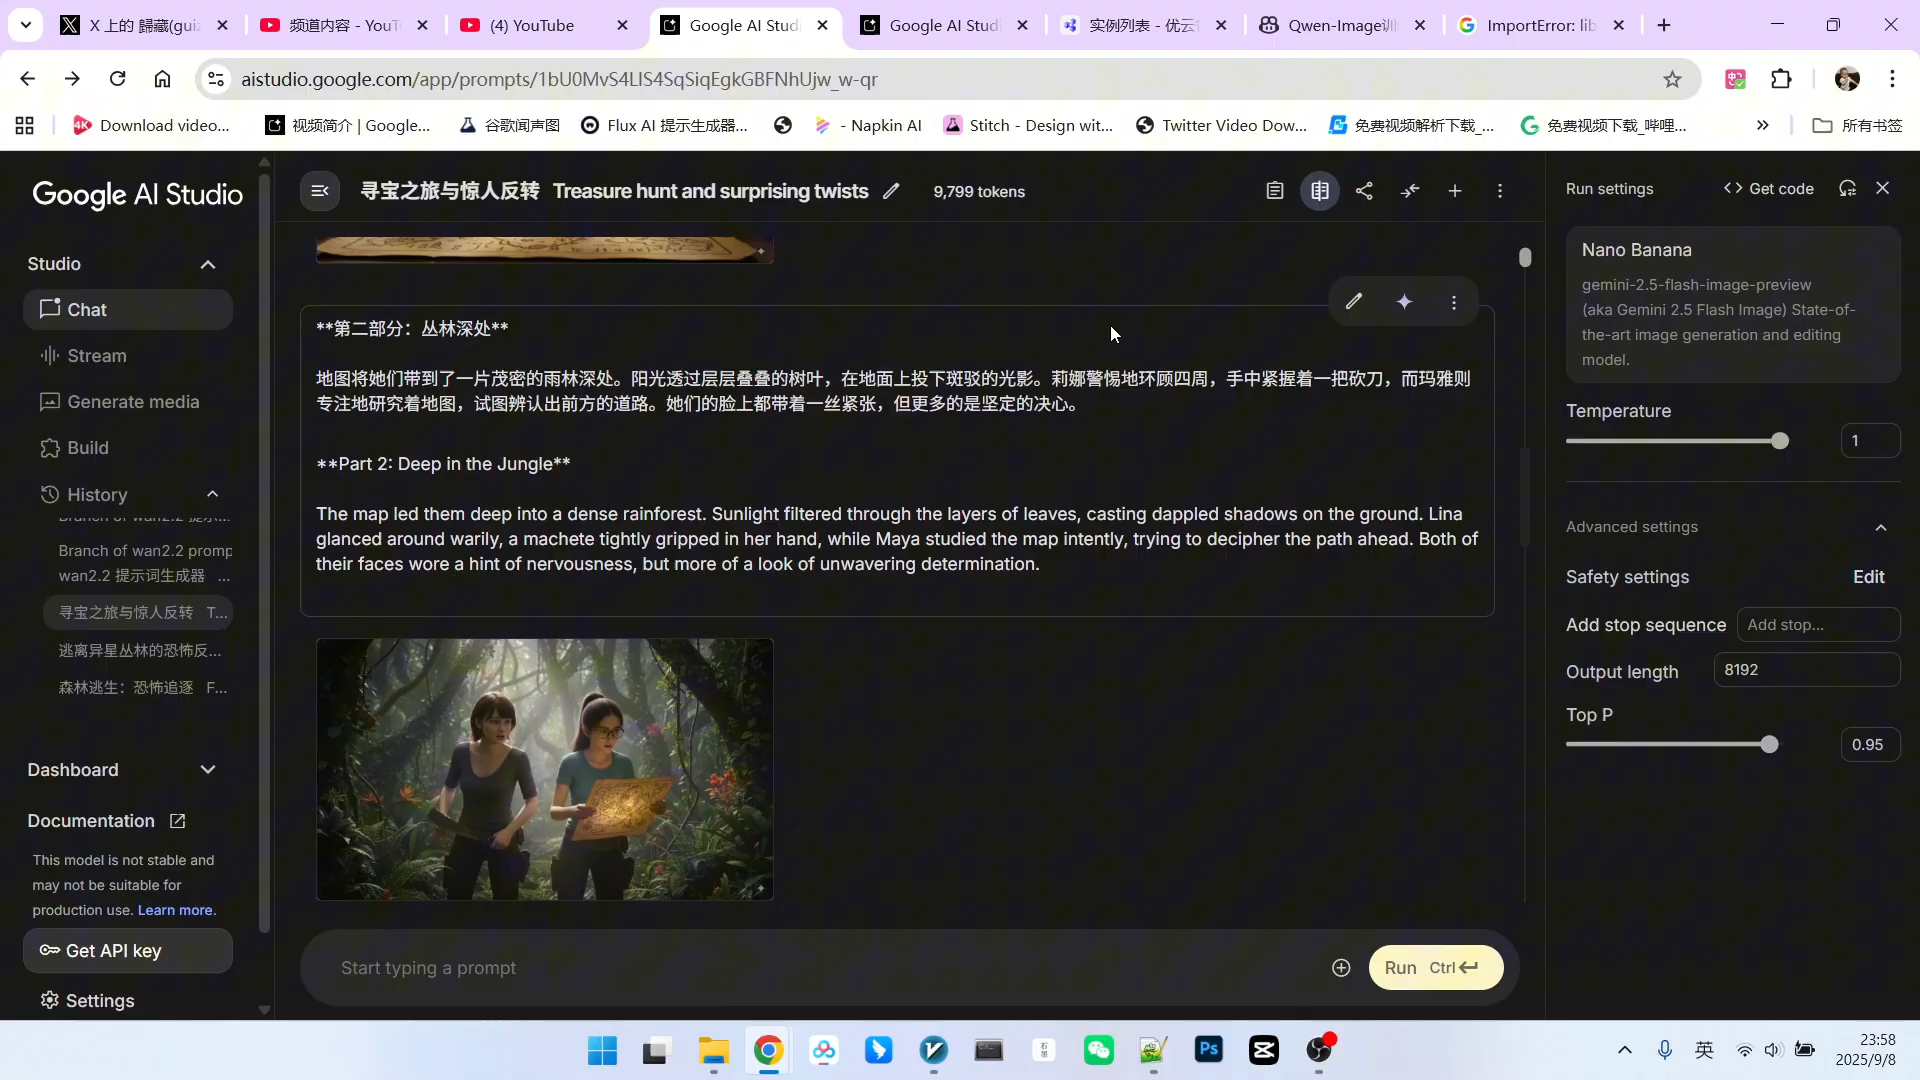 X 上的 歸藏(guiz
频道内容 - YouT
(4) YouTube
Google AI Studi
Google AI Studi
实例列表 - 优云
Qwen-Image训
ImportError: lib
aistudio.google.com/app/prompts/1bU0MvS4LIS4SqSiqEgkGBFNhUjw_w-qr
Download video...
视频简介 | Google...
谷歌闻声图
Flux AI 提示生成器...
- Napkin AI
Stitch - Design wit...
Twitter Video Dow...
免费视频解析下载_...
免费视频下载_哔哩...
所有书签
Google AI Studio
Studio
Chat
Stream
Generate media
Build
History
Branch of wan2.2 提示...
Branch of wan2.2 promp
wan2.2 提示词生成器 ...
寻宝之旅与惊人反转 T...
逃离异星丛林的恐怖反...
森林逃生：恐怖追逐 F...
Dashboard
Documentation
This model is not stable and
may not be suitable for
production use. Learn more.
Get API key
Settings
寻宝之旅与惊人反转 Treasure hunt and surprising twists
9,799 tokens
**第二部分：丛林深处**
地图将她们带到了一片茂密的雨林深处。阳光透过层层叠叠的树叶，在地面上投下斑驳的光影。莉娜警惕地环顾四周，手中紧握着一把砍刀，而玛雅则
专注地研究着地图，试图辨认出前方的道路。她们的脸上都带着一丝紧张，但更多的是坚定的决心。
**Part 2: Deep in the Jungle**
The map led them deep into a dense rainforest. Sunlight filtered through the layers of leaves, casting dappled shadows on the ground. Lina
glanced around warily, a machete tightly gripped in her hand, while Maya studied the map intently, trying to decipher the path ahead. Both of
their faces wore a hint of nervousness, but more of a look of unwavering determination.
Start typing a prompt
Run Ctrl
Run settings
Get code
Nano Banana
gemini-2.5-flash-image-preview
(aka Gemini 2.5 Flash Image) State-of-
the-art image generation and editing
model.
Temperature
1
Advanced settings
Safety settings
Edit
Add stop sequence
Add stop...
Output length
8192
Top P
0.95
Ps
英
23:58
2025/9/8